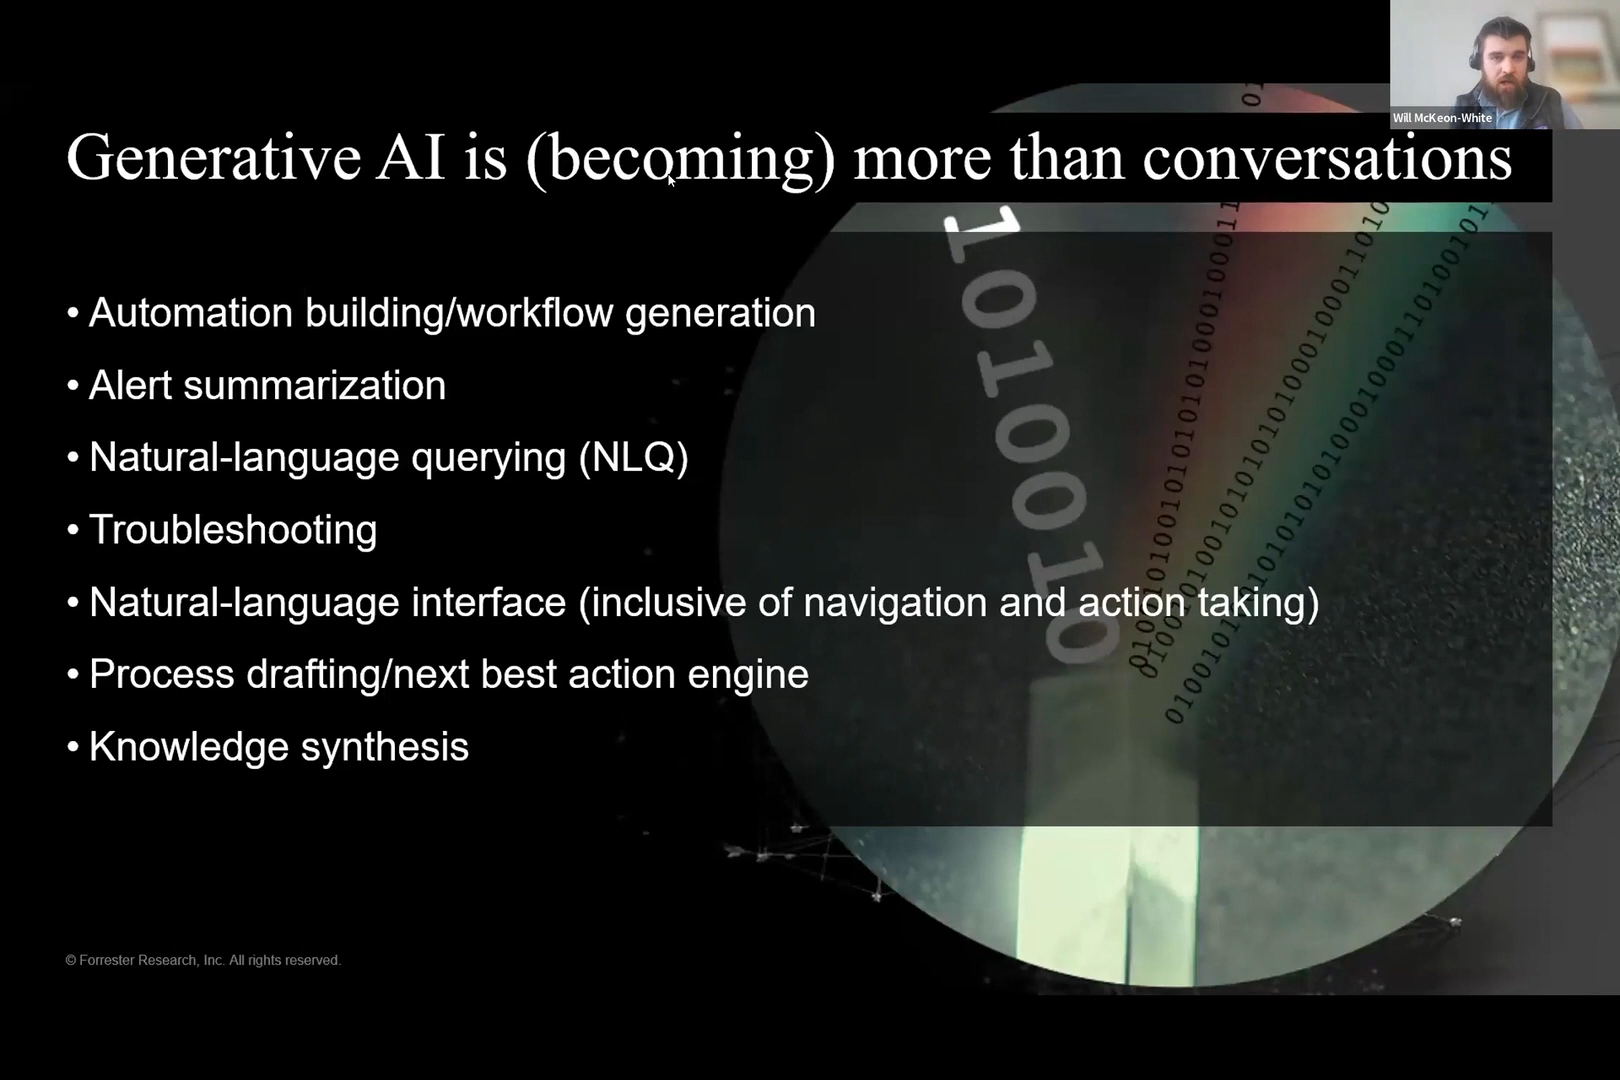 Will McKeon-White
Generative AI is (becoming) more than conversations
• Automation building/workflow generation
• Alert summarization
• Natural-language querying (NLQ)
• Troubleshooting
• Natural-language interface (inclusive of navigation and action taking)
• Process drafting/next best action engine
• Knowledge synthesis
1010010
© Forrester Research, Inc. All rights reserved.